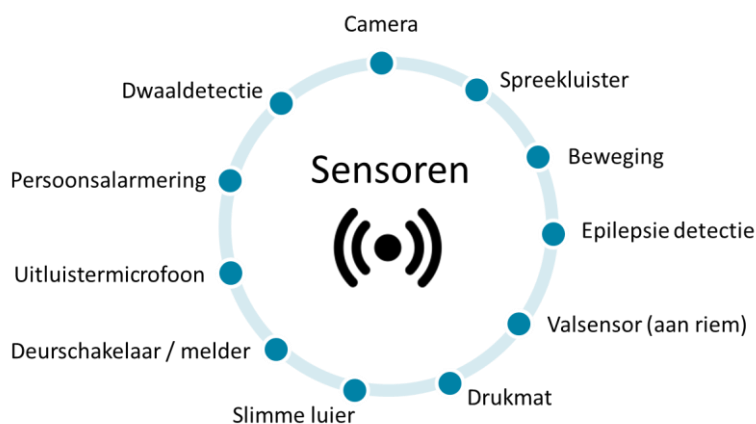 Camera
Spreekluister
Dwaaldetectie
Beweging
Sensoren
Persoonsalarmering
Epilepsie detectie
Uitluistermicrofoon
Valsensor (aan riem)
Deurschakelaar / melder
Drukmat
Slimme luier